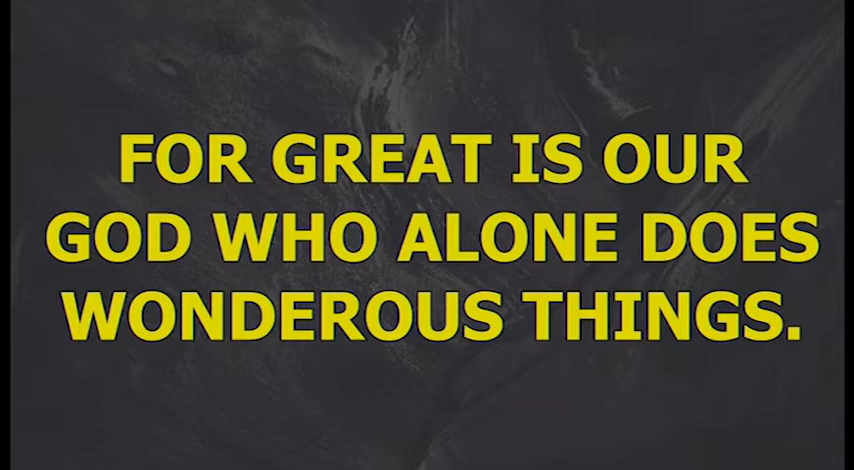 FOR GREAT IS OUR
GOD WHO ALONE DOES
WONDEROUS THINGS.